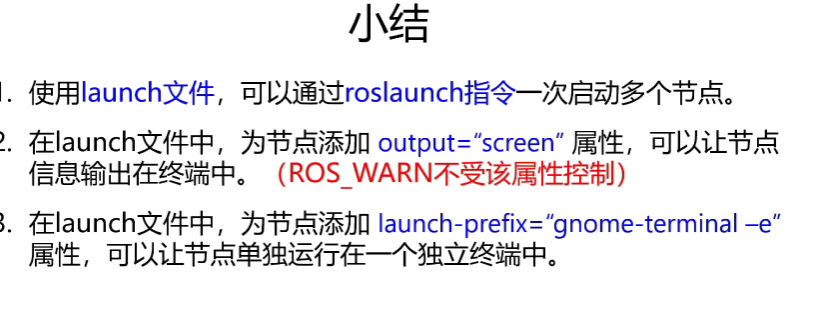 小结
1. 使用launch文件，可以通过roslaunch指令一次启动多个节点。
2. 在launch文件中，为节点添加 output=“screen” 属性，可以让节点
信息输出在终端中。（ROS_WARN不受该属性控制）
3. 在launch文件中，为节点添加 launch-prefix=“gnome-terminal –e”
属性，可以让节点单独运行在一个独立终端中。